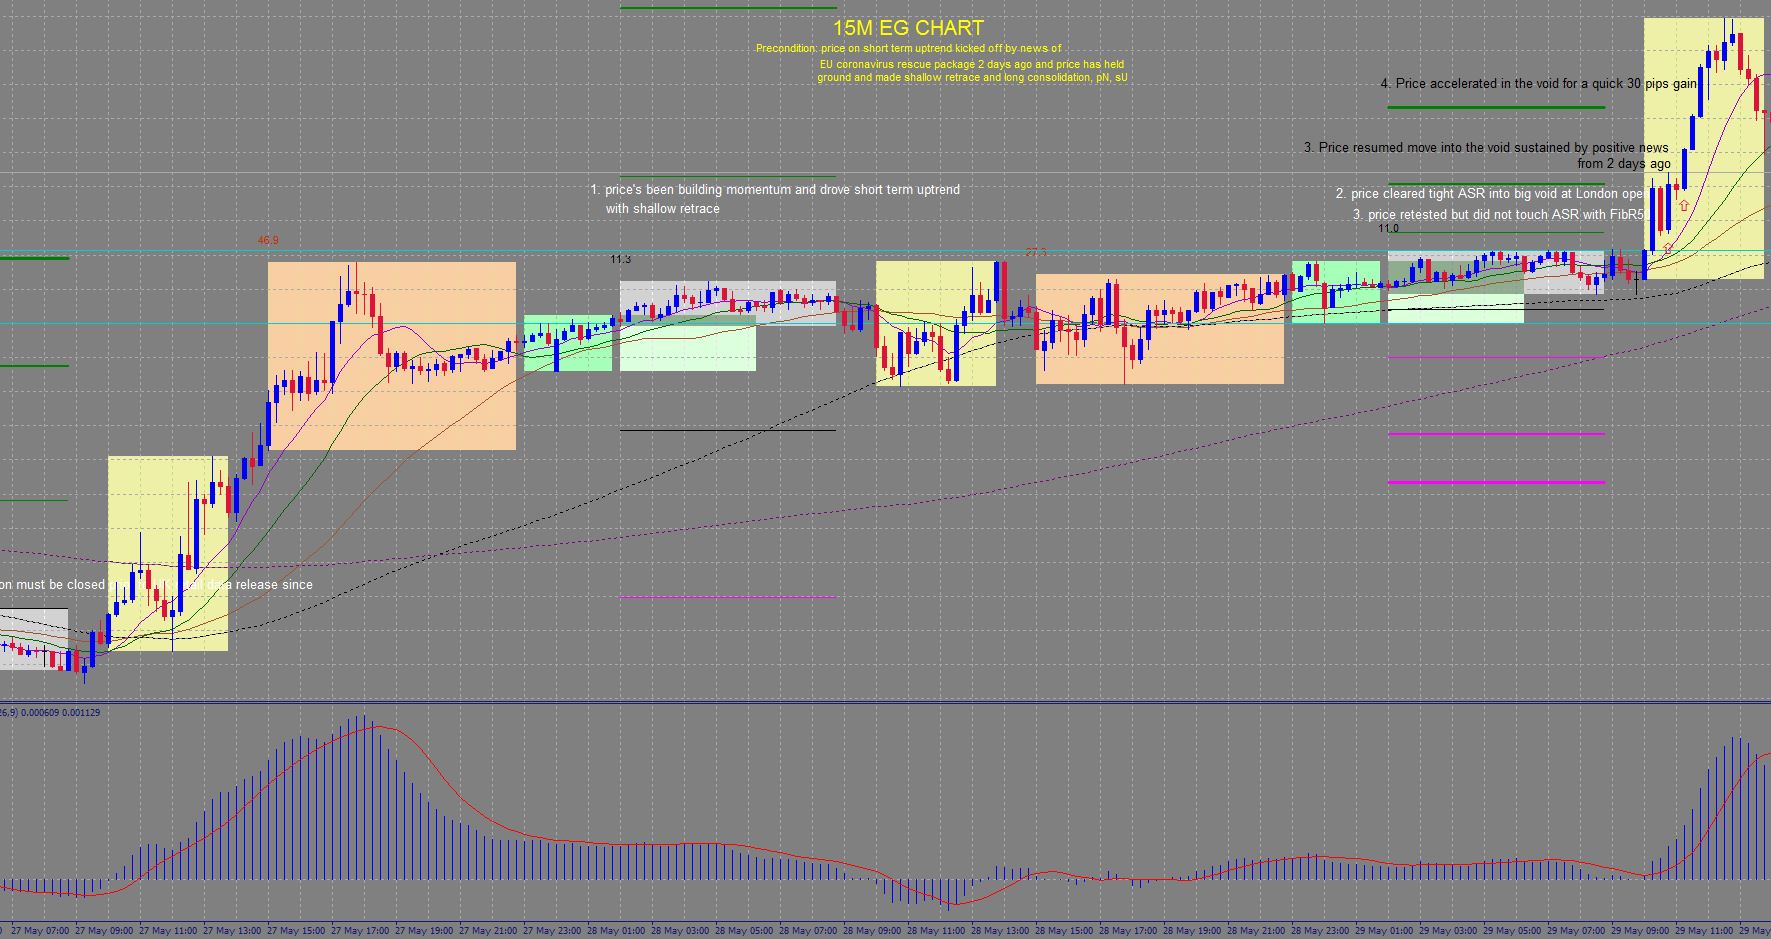 15M EG CHART
Precondition: price on short term uptrend kicked off by news of
EU coronavirus rescue package 2 days ago and price has held
ground and made shallow retrace and long consolidation, pN, sU
4. Price accelerated in the void for a quick 30 pips gain
3. Price resumed move into the void sustained by positive news
from 2 days ago
1. price's been building momentum and drove short term uptrend
with shallow retrace
2. price cleared tight ASR into big void at London ope
3. price retested but did not touch ASR with FibR5
11.0
46.9
11.3
27.3
on must be closed data release since
26,9) 0.000609 0.001129
27 May 07:00
27 May 09:00
27 May 11:00
27 May 13:00
27 May 15:00
27 May 17:00
27 May 19:00
27 May 21:00
27 May 23:00
28 May 01:00
28 May 03:00
28 May 05:00
28 May 07:00
28 May 09:00
28 May 11:00
28 May 13:00
28 May 15:00
28 May 17:00
28 May 19:00
28 May 21:00
28 May 23:00
29 May 01:00
29 May 03:00
29 May 05:00
29 May 07:00
29 May 09:00
29 May 11:00
29 May